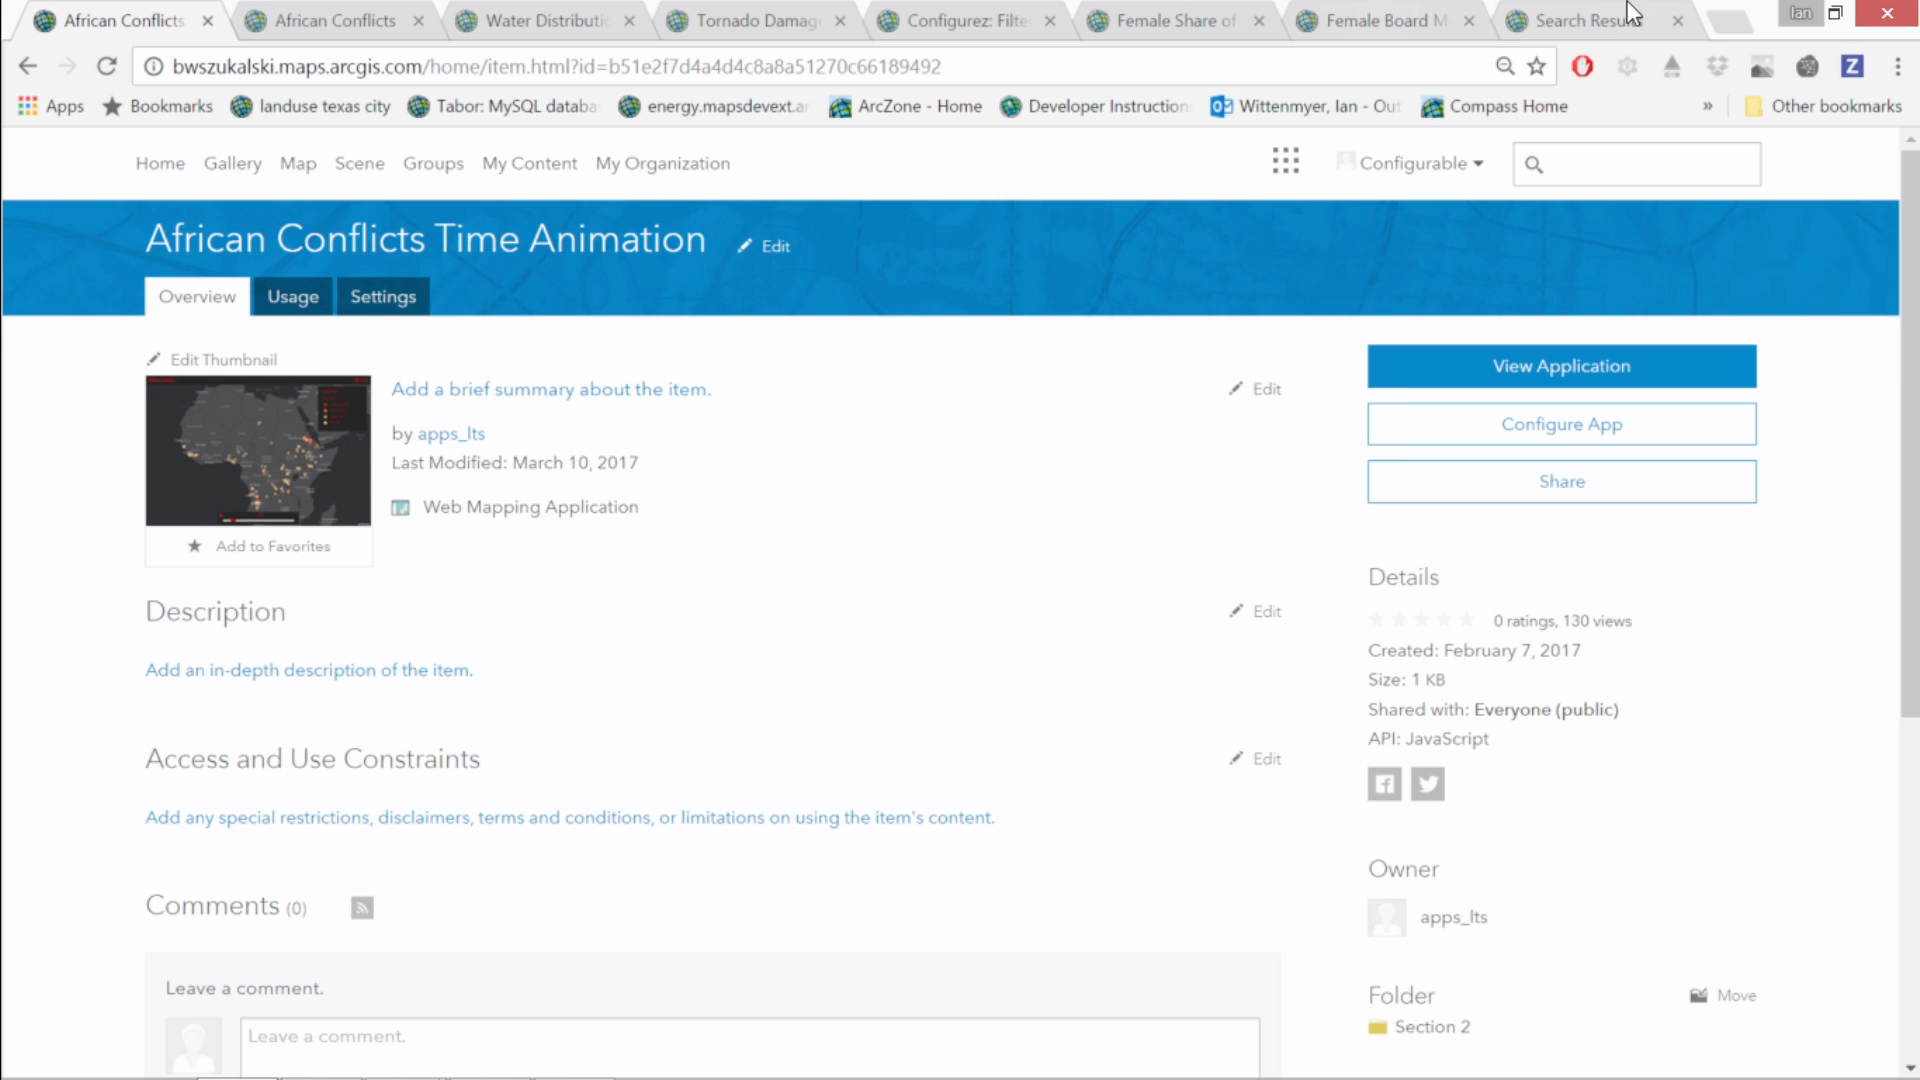 African Conflicts
African Conflicts
Water Distributic
Tornado Damag
Configurez: Filte
Female Share of
Female Board M
Search Resu
Ian
bwszukalski.maps.arcgis.com/home/item.html?id=b51e2f7d4a4d4c8a8a51270c66189492
Apps
Bookmarks
landuse texas city
Tabor: MySQL databa
energy.mapsdevext.ar
ArcZone - Home
Developer Instruction
Wittenmyer, Ian - Out
Compass Home
»
Other bookmarks
Home Gallery Map Scene Groups My Content My Organization
Configurable
African Conflicts Time Animation
Edit
Overview
Usage
Settings
Edit Thumbnail
Add a brief summary about the item.
Edit
by apps_lts
Last Modified: March 10, 2017
Web Mapping Application
Add to Favorites
View Application
Configure App
Share
Description
Edit
Add an in-depth description of the item.
Access and Use Constraints
Edit
Add any special restrictions, disclaimers, terms and conditions, or limitations on using the item's content.
Comments (0)
Leave a comment.
Leave a comment.
Details
0 ratings, 130 views
Created: February 7, 2017
Size: 1 KB
Shared with: Everyone (public)
API: JavaScript
Owner
apps_lts
Folder
Move
Section 2